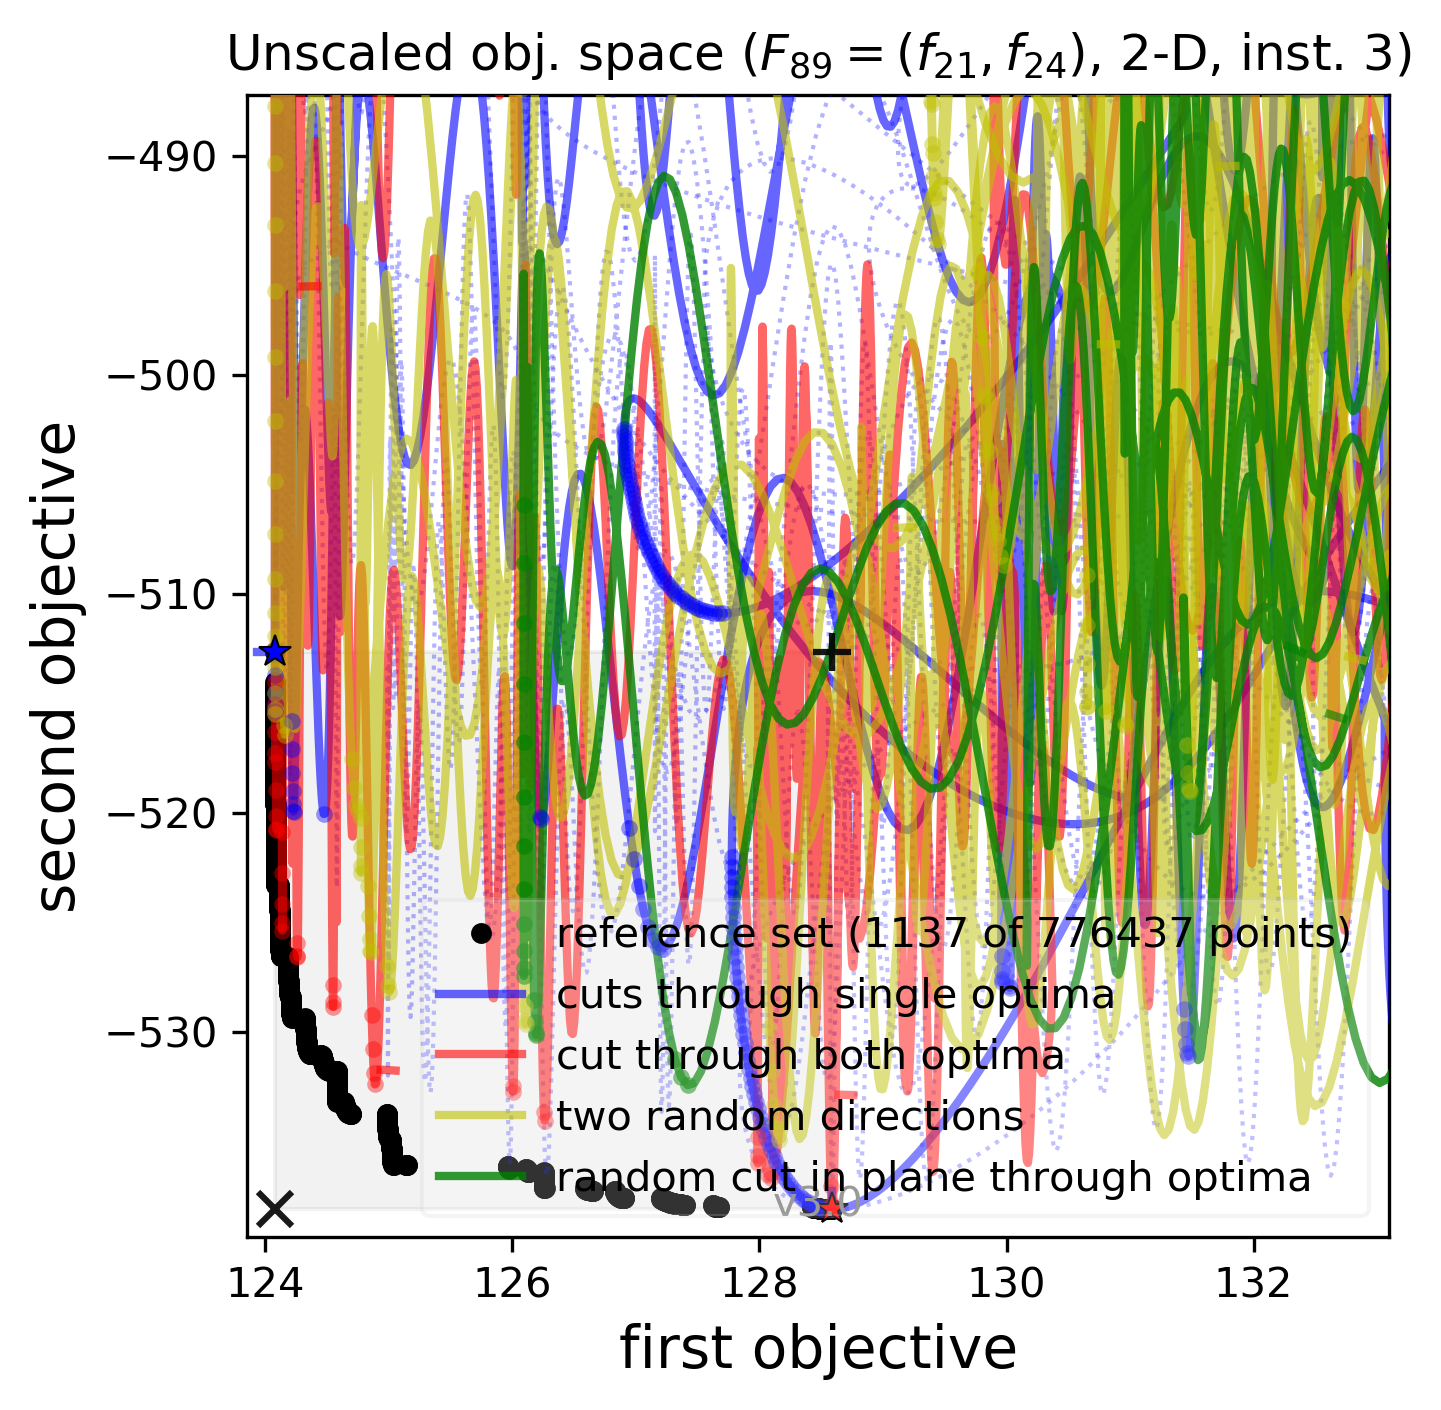 Unscaled obj. space (F₈₉ = (f₂₁, f₂₄), 2-D, inst. 3)
−490
−500
−510
−520
−530
second objective
reference set (1137 of 776437 points)
cuts through single optima
cut through both optima
two random directions
random cut in plane through optima
124
126
128
130
132
first objective